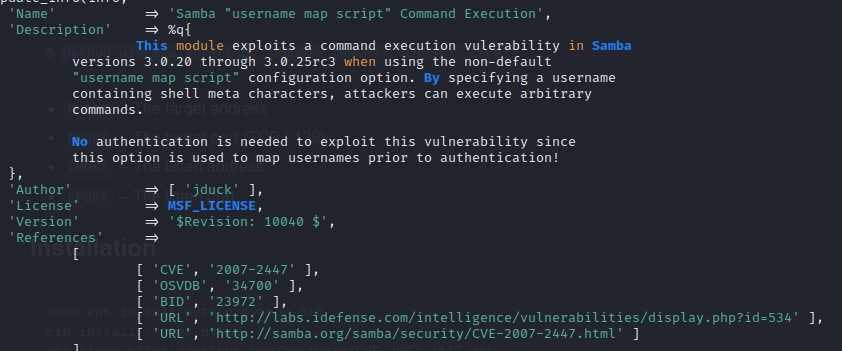 'Name' => 'Samba "username map script" Command Execution',
'Description' => %q{
This module exploits a command execution vulerability in Samba
versions 3.0.20 through 3.0.25rc3 when using the non-default
"username map script" configuration option. By specifying a username
containing shell meta characters, attackers can execute arbitrary
commands.
No authentication is needed to exploit this vulnerability since
this option is used to map usernames prior to authentication!
},
'Author' => [ 'jduck' ],
'License' => MSF_LICENSE,
'Version' => '$Revision: 10040 $',
'References' =>
[
[ 'CVE', '2007-2447' ],
[ 'OSVDB', '34700' ],
[ 'BID', '23972' ],
[ 'URL', 'http://labs.idefense.com/intelligence/vulnerabilities/display.php?id=534' ],
[ 'URL', 'http://samba.org/samba/security/CVE-2007-2447.html' ]
]